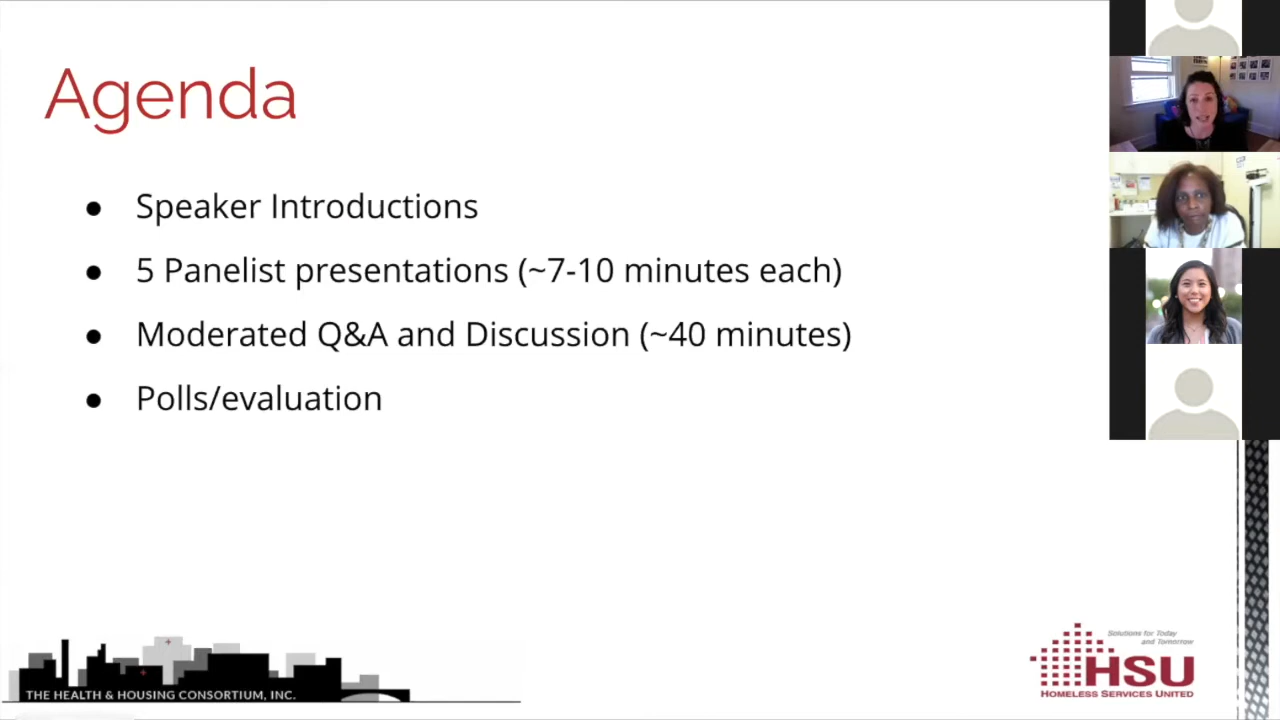 Agenda
● Speaker Introductions
● 5 Panelist presentations (~7-10 minutes each)
● Moderated Q&A and Discussion (~40 minutes)
● Polls/evaluation
THE HEALTH & HOUSING CONSORTIUM, INC.
Solutions for Today
and Tomorrow
HSU
HOMELESS SERVICES UNITED